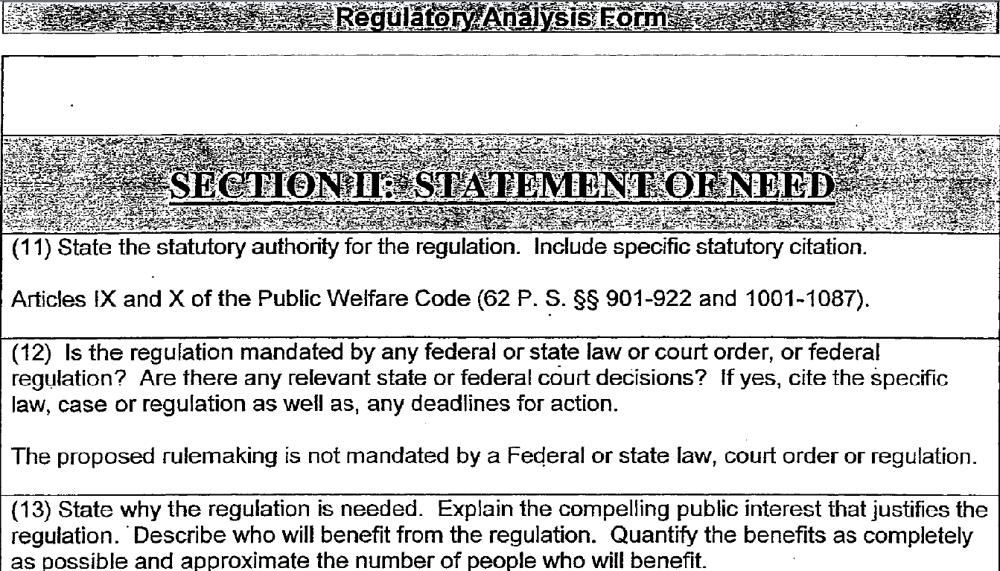 Regulatory Analysis Form
SECTION II: STATEMENT OF NEED
(11) State the statutory authority for the regulation. Include specific statutory citation.
Articles IX and X of the Public Welfare Code (62 P. S. §§ 901-922 and 1001-1087).
(12) Is the regulation mandated by any federal or state law or court order, or federal
regulation? Are there any relevant state or federal court decisions? If yes, cite the specific
law, case or regulation as well as, any deadlines for action.
The proposed rulemaking is not mandated by a Federal or state law, court order or regulation.
(13) State why the regulation is needed. Explain the compelling public interest that justifies the
regulation. Describe who will benefit from the regulation. Quantify the benefits as completely
as possible and approximate the number of people who will benefit.